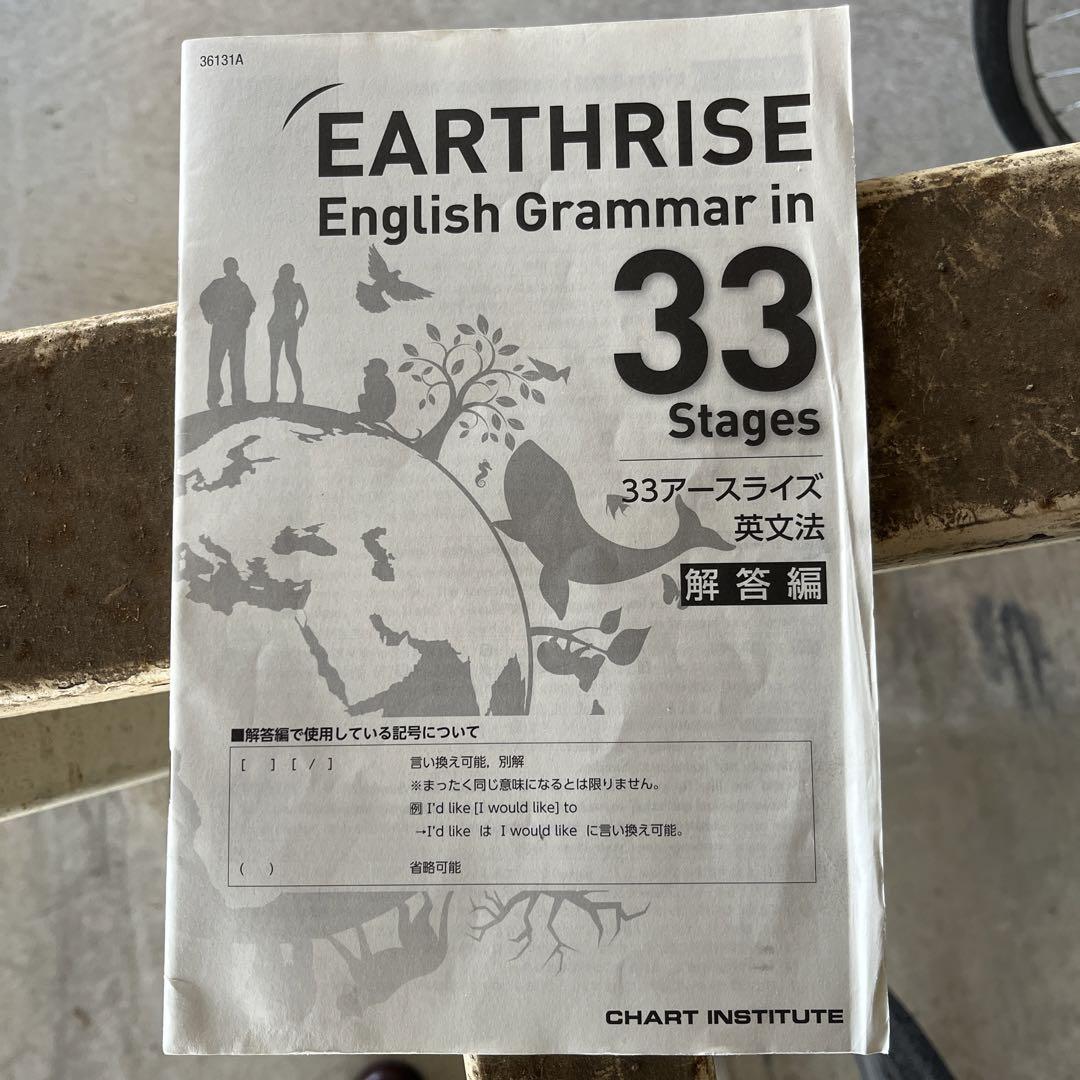 36131A
EARTHRISE
English Grammar in
33
Stages
33アースライズ
英文法
解答編
■解答編で使用している記号について
[　] [ / ]　言い換え可能，別解
※まったく同じ意味になるとは限りません。
例 I'd like [I would like] to
→I'd like は I would like に言い換え可能。
(　)　省略可能
CHART INSTITUTE